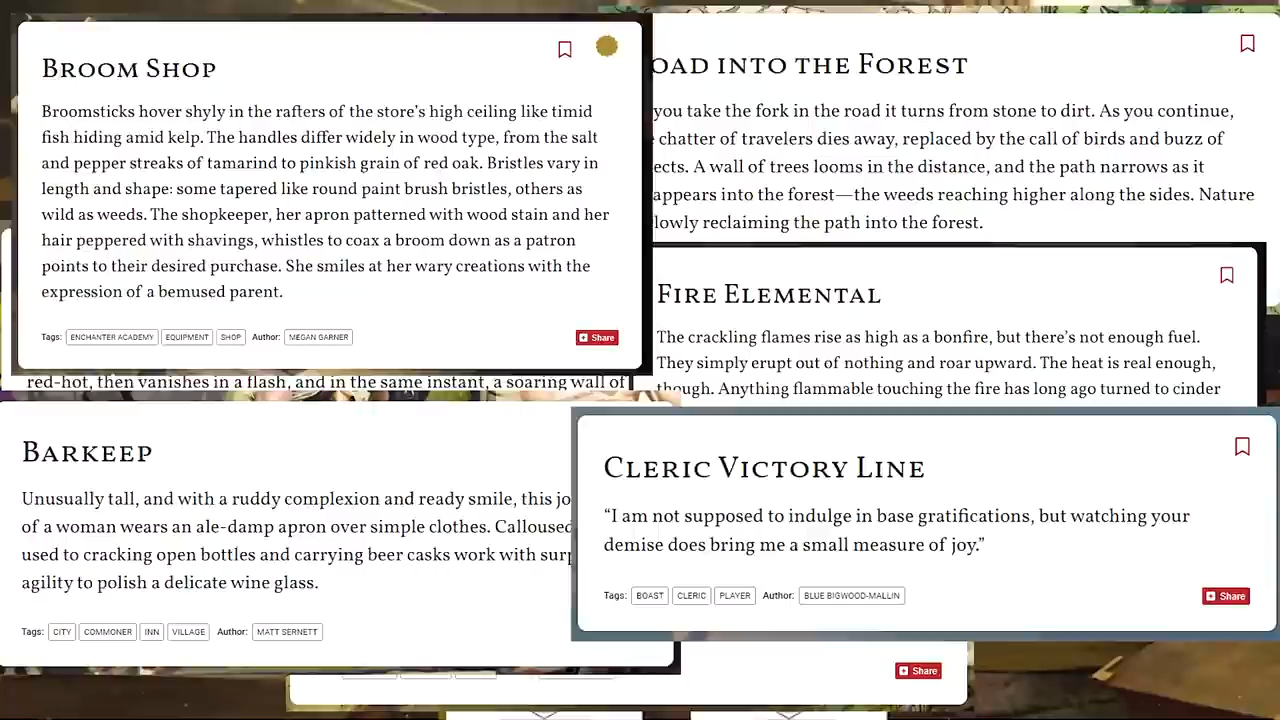 Broom Shop
Broomsticks hover shyly in the rafters of the store's high ceiling like timid
fish hiding amid kelp. The handles differ widely in wood type, from the salt
and pepper streaks of tamarind to pinkish grain of red oak. Bristles vary in
length and shape: some tapered like round paint brush bristles, others as
wild as weeds. The shopkeeper, her apron patterned with wood stain and her
hair peppered with shavings, whistles to coax a broom down as a patron
points to their desired purchase. She smiles at her wary creations with the
expression of a bemused parent.
Tags: ENCHANTER ACADEMY EQUIPMENT SHOP Author: MEGAN GARNER
Share
red-hot, then vanishes in a flash, and in the same instant, a soaring wall of
oad into the Forest
you take the fork in the road it turns from stone to dirt. As you continue,
chatter of travelers dies away, replaced by the call of birds and buzz of
ects. A wall of trees looms in the distance, and the path narrows as it
appears into the forest—the weeds reaching higher along the sides. Nature
lowly reclaiming the path into the forest.
Fire Elemental
The crackling flames rise as high as a bonfire, but there's not enough fuel.
They simply erupt out of nothing and roar upward. The heat is real enough,
though. Anything flammable touching the fire has long ago turned to cinder
Barkeep
Unusually tall, and with a ruddy complexion and ready smile, this jo
of a woman wears an ale-damp apron over simple clothes. Calloused
used to cracking open bottles and carrying beer casks work with surp
agility to polish a delicate wine glass.
Tags: CITY COMMONER INN VILLAGE Author: MATT SERNETT
Cleric Victory Line
“I am not supposed to indulge in base gratifications, but watching your
demise does bring me a small measure of joy.”
Tags: BOAST CLERIC PLAYER Author: BLUE BIGWOOD-MALLIN
Share
Share